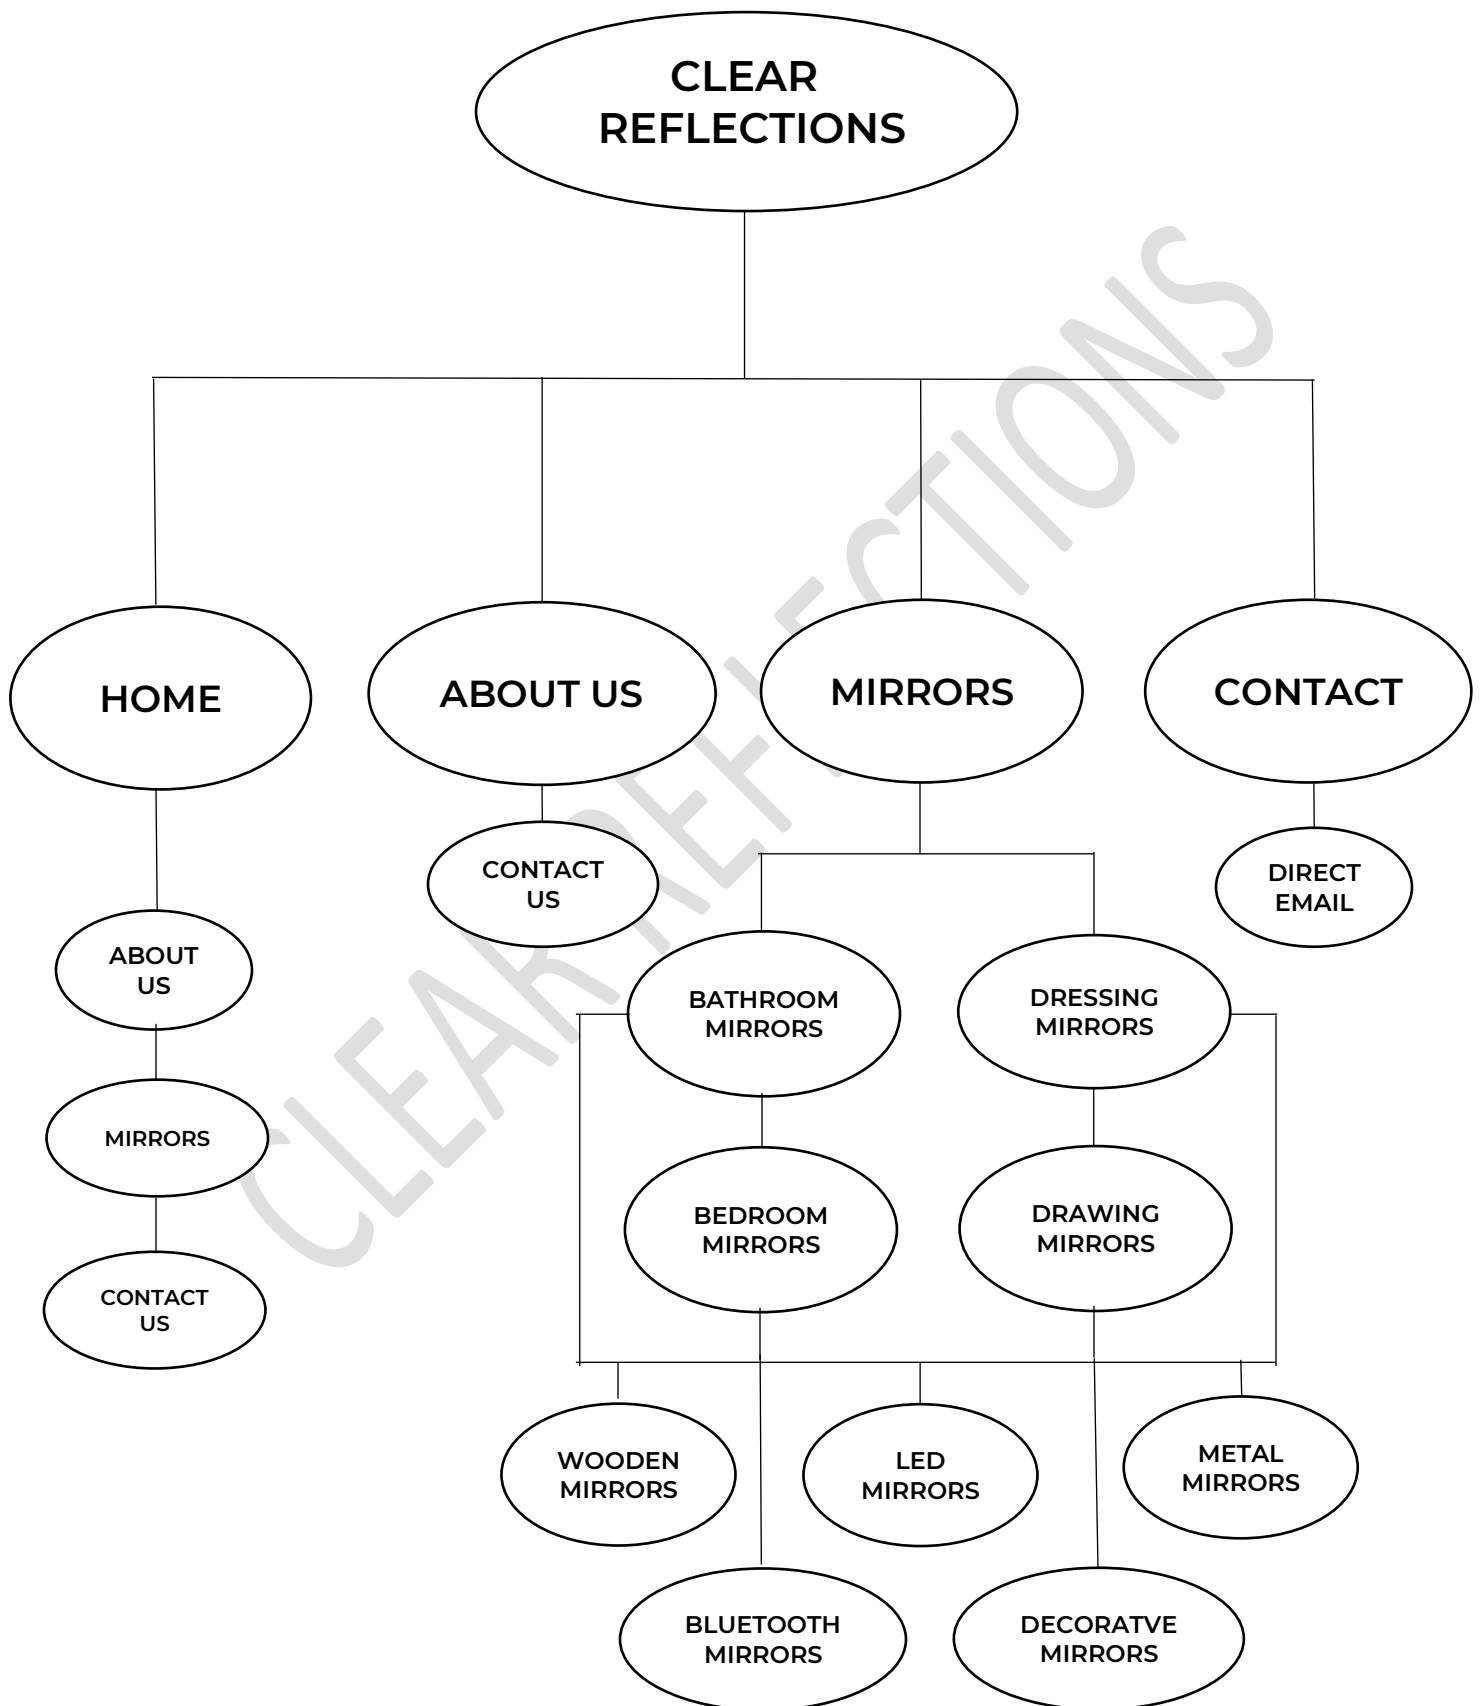 CLEAR
REFLECTIONS
HOME
ABOUT US
MIRRORS
CONTACT
CONTACT
US
DIRECT
EMAIL
ABOUT
US
MIRRORS
CONTACT
US
BATHROOM
MIRRORS
DRESSING
MIRRORS
BEDROOM
MIRRORS
DRAWING
MIRRORS
WOODEN
MIRRORS
LED
MIRRORS
METAL
MIRRORS
BLUETOOTH
MIRRORS
DECORATVE
MIRRORS
CLEAR REFLECTIONS